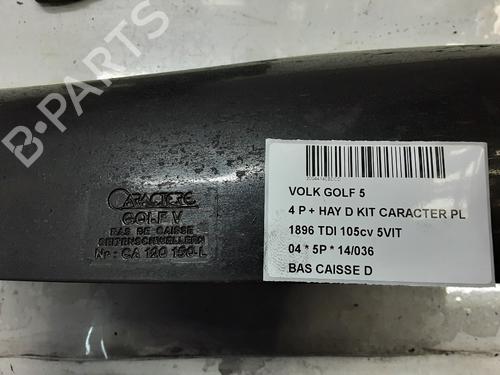 B-PARTS
CARACTERE
GOLF V
BAS DE CAISSE
SEITENSCHWELLERN
Nr: CA 120 150 L
VOLK GOLF 5
4 P + HAY D KIT CARACTER PL
1896 TDI 105cv 5VIT
04 * 5P * 14/036
BAS CAISSE D